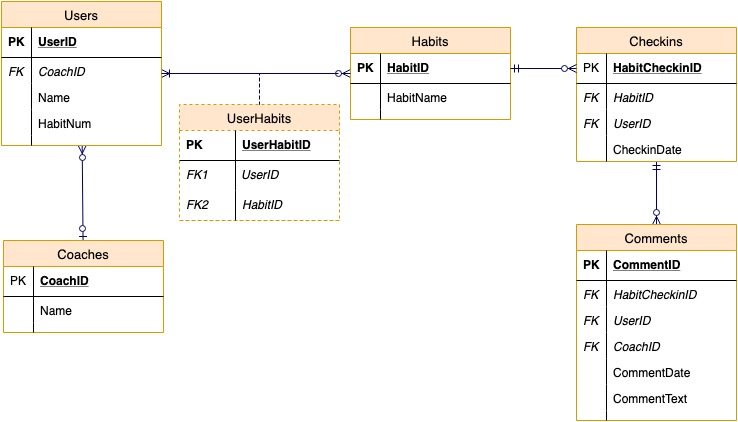 Users
PK UserID
FK CoachID
Name
HabitNum
Habits
PK HabitID
HabitName
Checkins
PK HabitCheckinID
FK HabitID
FK UserID
CheckinDate
UserHabits
PK UserHabitID
FK1 UserID
FK2 HabitID
Coaches
PK CoachID
Name
Comments
PK CommentID
FK HabitCheckinID
FK UserID
FK CoachID
CommentDate
CommentText